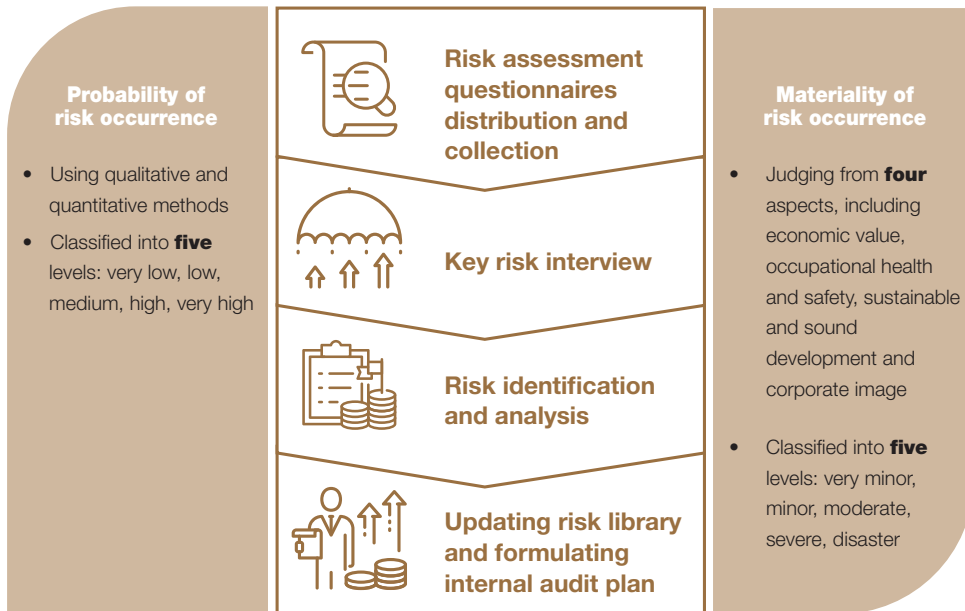 Probability of
risk occurrence
• Using qualitative and
quantitative methods
• Classified into five
levels: very low, low,
medium, high, very high
Risk assessment
questionnaires
distribution and
collection
Key risk interview
Risk identification
and analysis
Updating risk library
and formulating
internal audit plan
Materiality of
risk occurrence
• Judging from four
aspects, including
economic value,
occupational health
and safety, sustainable
and sound
development and
corporate image
• Classified into five
levels: very minor,
minor, moderate,
severe, disaster